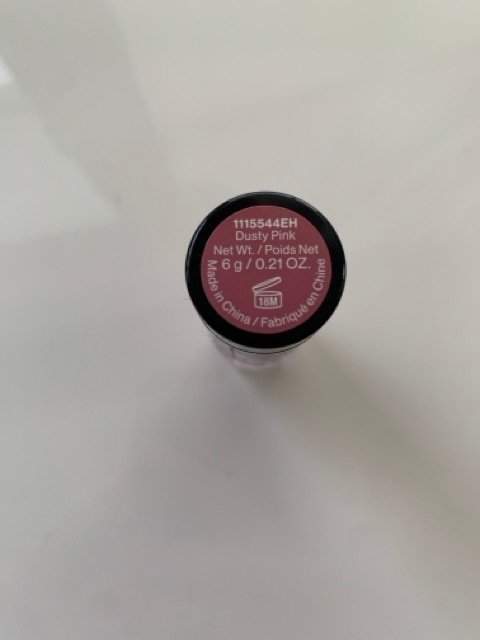 1115544EH
Dusty Pink
Net Wt. / Poids Net
6 g / 0.21 OZ.
18M
Made in China / Fabriqué en Chine